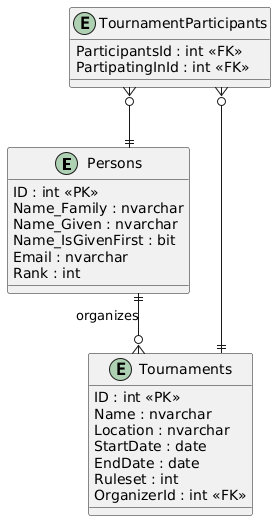 E TournamentParticipants
ParticipantsId : int «FK»
PartipatingInId : int «FK»
E Persons
ID : int «PK»
Name_Family : nvarchar
Name_Given : nvarchar
Name_IsGivenFirst : bit
Email : nvarchar
Rank : int
organizes
E Tournaments
ID : int «PK»
Name : nvarchar
Location : nvarchar
StartDate : date
EndDate : date
Ruleset : int
OrganizerId : int «FK»